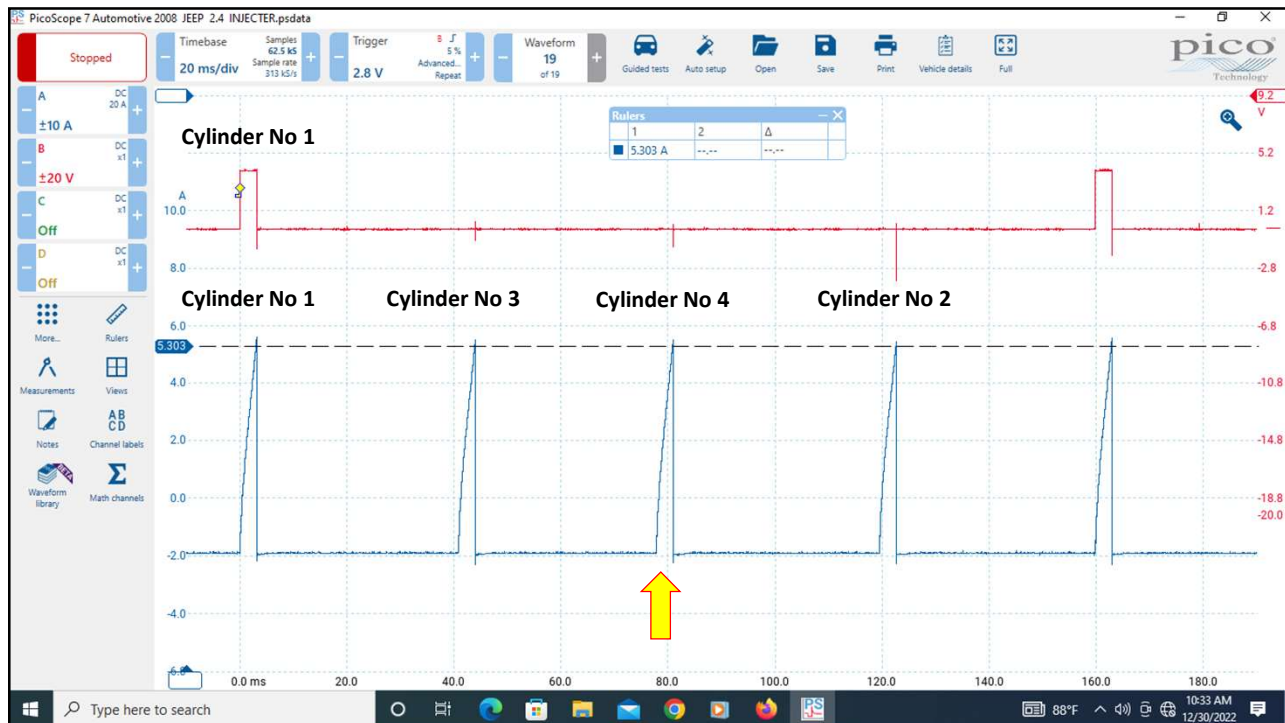 PicoScope 7 Automotive 2008 JEEP 2.4 INJECTER.psdata
Stopped
Timebase
20 ms/div
Samples
62.5 kS
Sample rate
313 kS/s
Trigger
2.8 V
B
5 %
Advanced...
Repeat
Waveform
19
of 19
Guided tests
Auto setup
Open
Save
Print
Vehicle details
Full
pico
Technology
A
DC
20 A
±10 A
B
DC
x1
±20 V
C
DC
x1
Off
D
DC
x1
Off
More...
Rulers
Measurements
Views
Notes
AB
CD
Channel labels
BETA
Waveform
library
Math channels
Rulers
1 2 Δ
5.303 A --.-- --.--
Cylinder No 1
Cylinder No 1 Cylinder No 3 Cylinder No 4 Cylinder No 2
A
10.0
8.0
6.0
5.303
4.0
2.0
0.0
-2.0
-4.0
-6.0
9.2
V
5.2
1.2
-2.8
-6.8
-10.8
-14.8
-18.8
-20.0
0.0 ms 20.0 40.0 60.0 80.0 100.0 120.0 140.0 160.0 180.0
Type here to search
PS
88°F
10:33 AM
12/30/2022